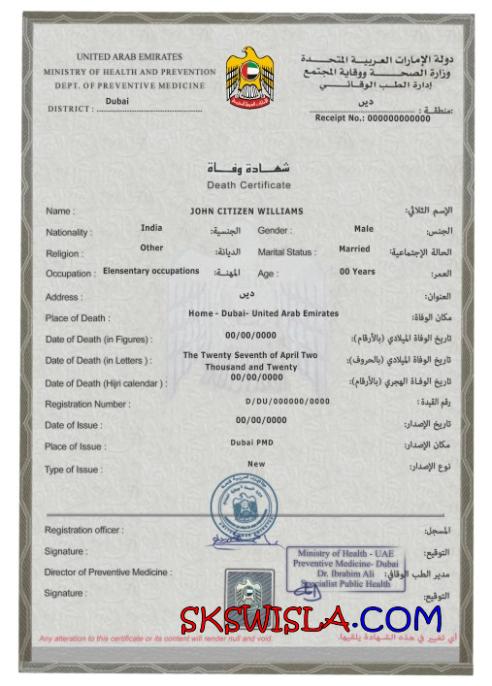 UNITED ARAB EMIRATES
MINISTRY OF HEALTH AND PREVENTION
DEPT. OF PREVENTIVE MEDICINE
Dubai
DISTRICT :
دولة الإمارات العربية المتحدة
وزارة الصحة ووقاية المجتمع
إدارة الطب الوقائي
دبي
منطقة :
Receipt No.: 000000000000
شهادة وفاة
Death Certificate
Name : JOHN CITIZEN WILLIAMS الإسم الثلاثي:
Nationality : India الجنسية: Gender : Male الجنس:
Religion : Other الديانة: Marital Status : Married الحالة الإجتماعية:
Occupation : Elensentary occupations المهنة: Age : 00 Years العمر:
Address : دبي العنوان:
Place of Death : Home - Dubai- United Arab Emirates مكان الوفاة:
Date of Death (in Figures) : 00/00/0000 تاريخ الوفاة الميلادي (بالأرقام):
Date of Death (in Letters ) : The Twenty Seventh of April Two Thousand and Twenty تاريخ الوفاة الميلادي (بالحروف):
Date of Death (Hijri calendar ) : 00/00/0000 تاريخ الوفاة الهجري (بالأرقام):
Registration Number : D/DU/000000/0000 رقم القيدة :
Date of Issue : 00/00/0000 تاريخ الإصدار:
Place of Issue : Dubai PMD مكان الإصدار:
Type of Issue : New نوع الإصدار:
Registration officer : المسجل:
Signature : التوقيع:
Ministry of Health - UAE
Preventive Medicine- Dubai
Dr. Ibrahim Ali
Specialist Public Health
Director of Preventive Medicine : مدير الطب الوقائي:
Signature : التوقيع:
SKSWISLA.COM
Any alteration to this certificate or its content will render null and void. أي تغيير في هذه الشهادة يلغيها.